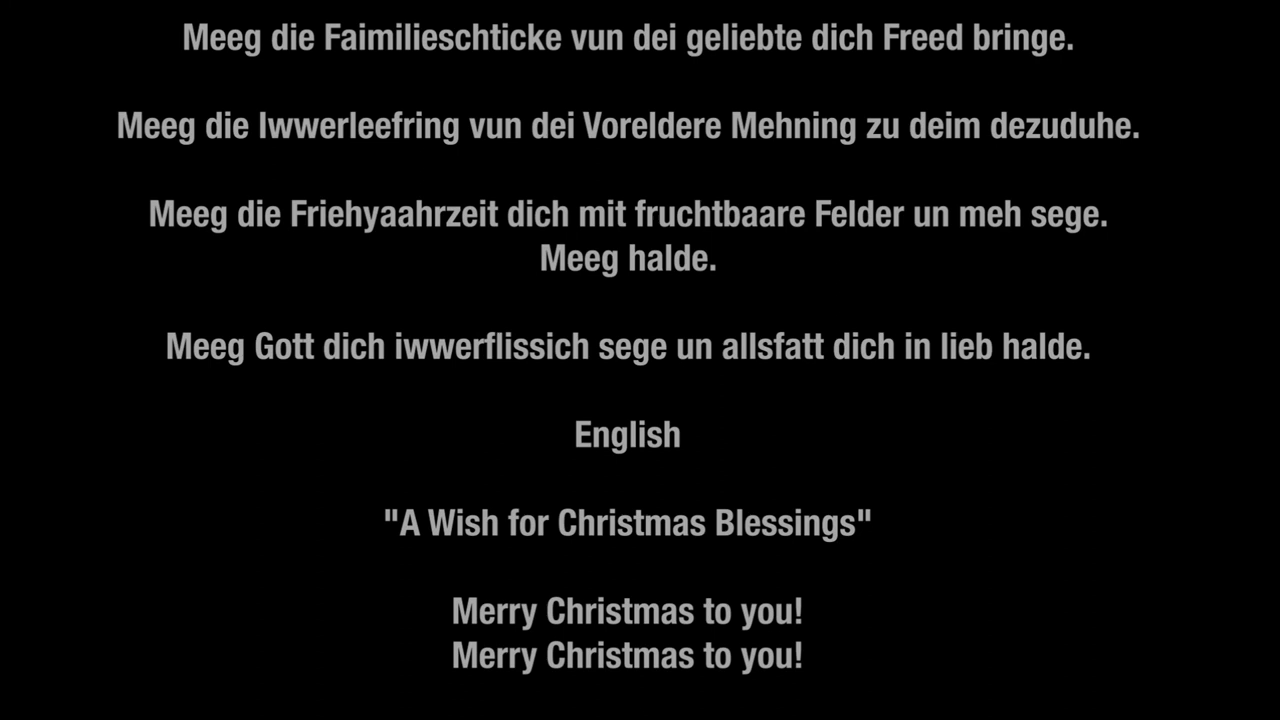 Meeg die Faimilieschticke vun dei geliebte dich Freed bringe.
Meeg die Iwwerleefring vun dei Voreldere Mehning zu deim dezuduhe.
Meeg die Friehyaahrzeit dich mit fruchtbaare Felder un meh sege.
Meeg halde.
Meeg Gott dich iwwerflissich sege un allsfatt dich in lieb halde.
English
"A Wish for Christmas Blessings"
Merry Christmas to you!
Merry Christmas to you!